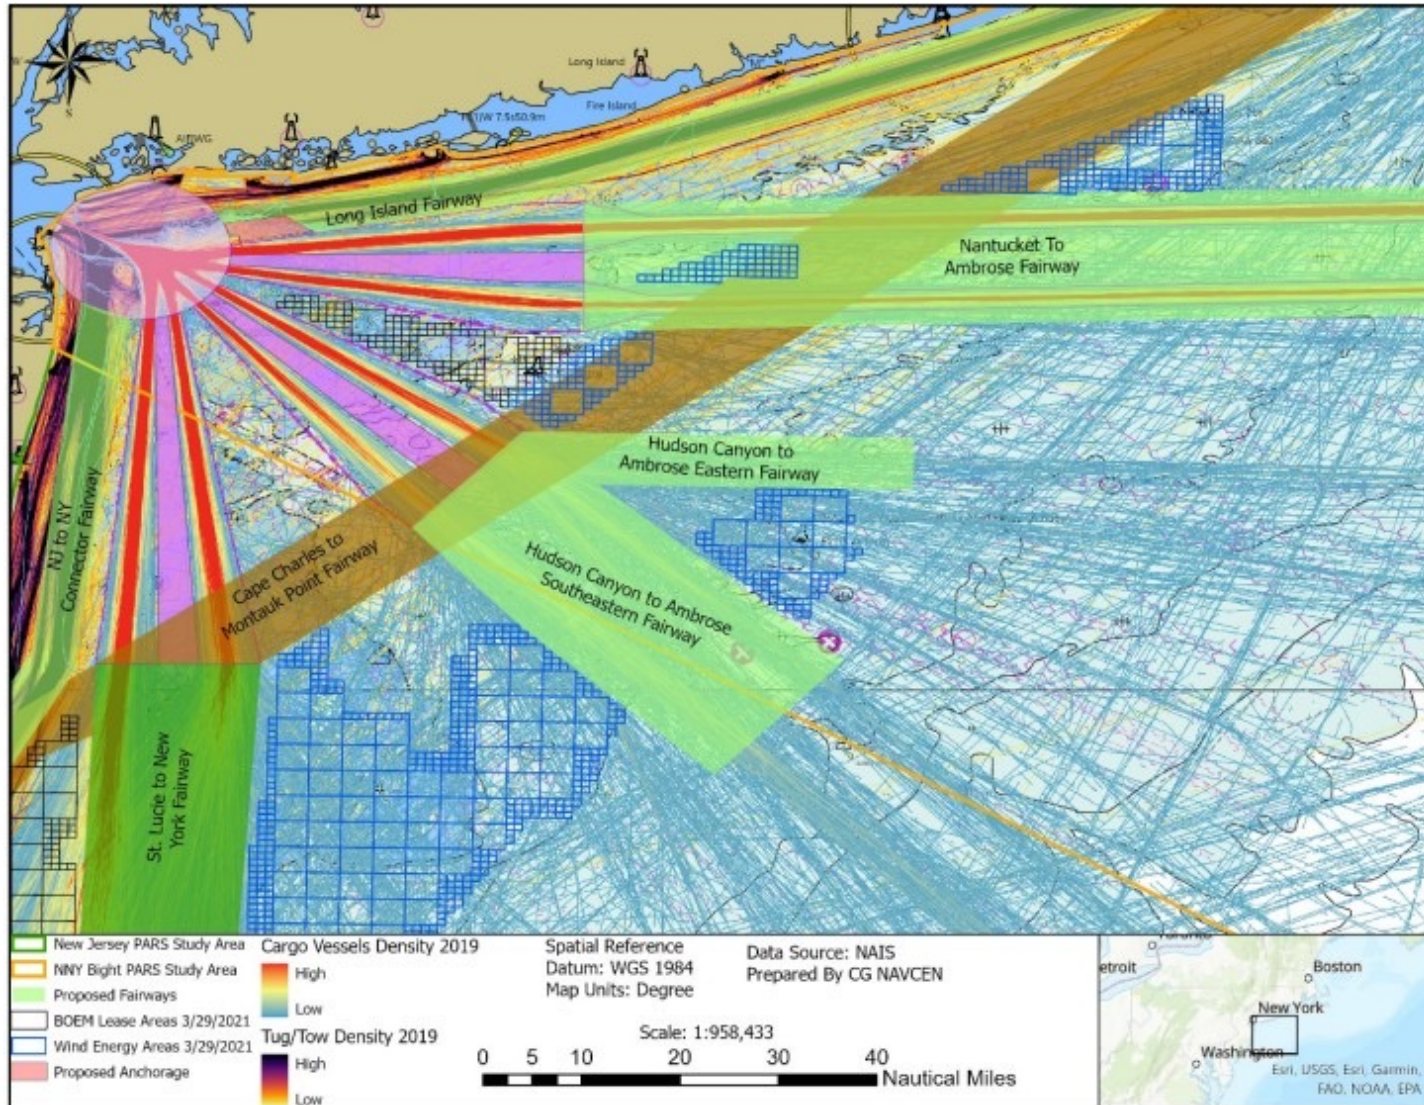 Long Island
Fire Island
Long Island Fairway
Nantucket To
Ambrose Fairway
Hudson Canyon to
Ambrose Eastern Fairway
Hudson Canyon to Ambrose
Southeastern Fairway
Cape Charles to
Montauk Point Fairway
NJ to NY
Connector Fairway
St. Lucie to New
York Fairway
S
New Jersey PARS Study Area
NNY Bight PARS Study Area
Proposed Fairways
BOEM Lease Areas 3/29/2021
Wind Energy Areas 3/29/2021
Proposed Anchorage
Cargo Vessels Density 2019
High
Low
Tug/Tow Density 2019
High
Low
Spatial Reference
Datum: WGS 1984
Map Units: Degree
Data Source: NAIS
Prepared By CG NAVCEN
Scale: 1:958,433
0 5 10 20 30 40
Nautical Miles
etroit
Boston
New York
Washington
Esri, USGS, Esri, Garmin,
FAO, NOAA, EPA